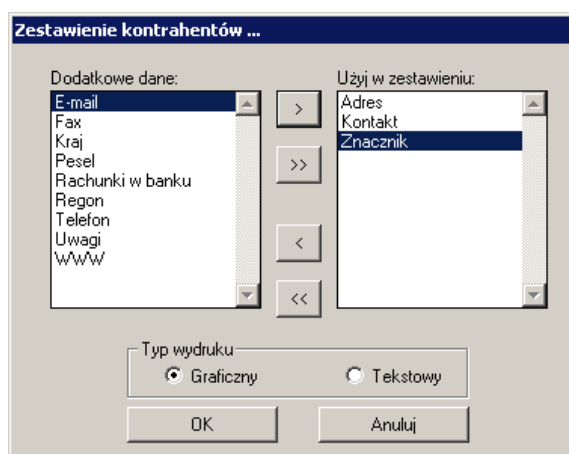 Zestawienie kontrahentów ...
Dodatkowe dane:
E-mail
Fax
Kraj
Pesel
Rachunki w banku
Regon
Telefon
Uwagi
WWW
>
>>
<
<<
Użyj w zestawieniu:
Adres
Kontakt
Znacznik
Typ wydruku
Graficzny
Tekstowy
OK
Anuluj